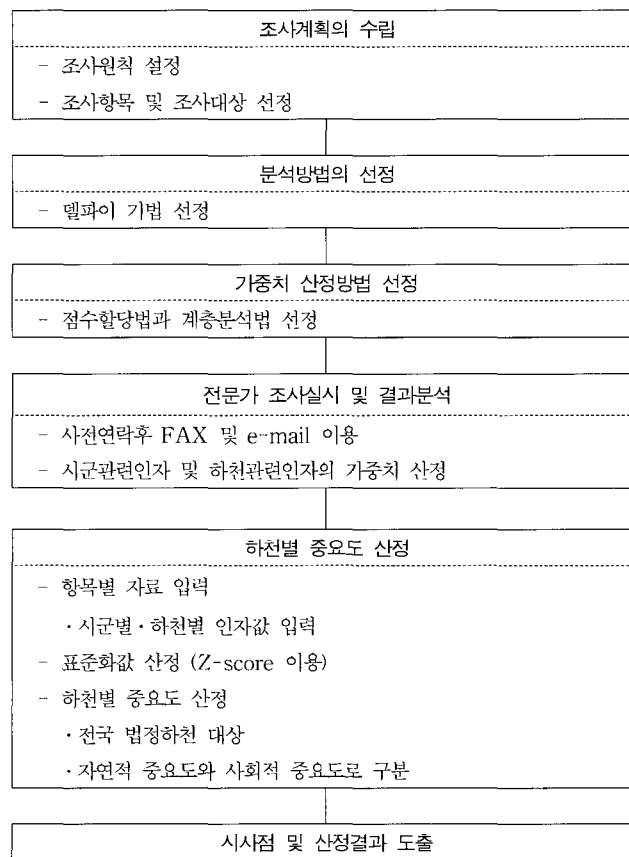 조사계획의 수립
- 조사원칙 설정
- 조사항목 및 조사대상 선정
분석방법의 선정
- 델파이 기법 선정
가중치 산정방법 선정
- 점수할당법과 계층분석법 선정
전문가 조사실시 및 결과분석
- 사전연락후 FAX 및 e-mail 이용
- 시군관련인자 및 하천관련인자의 가중치 산정
하천별 중요도 산정
- 항목별 자료 입력
· 시군별·하천별 인자값 입력
- 표준화값 산정 (Z-score 이용)
- 하천별 중요도 산정
· 전국 법정하천 대상
· 자연적 중요도와 사회적 중요도로 구분
시사점 및 산정결과 도출